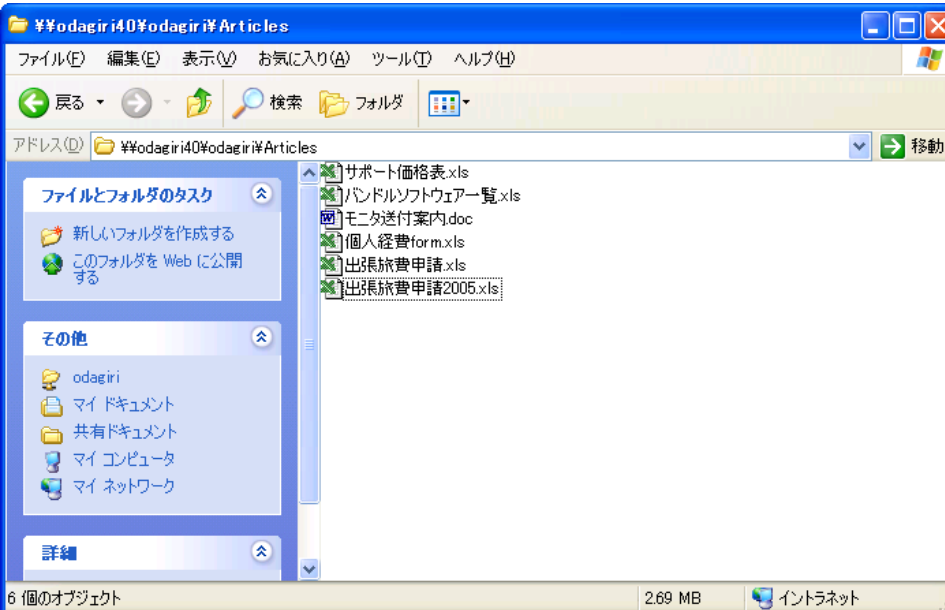 ¥¥odagiri40¥odagiri¥Articles
ファイル(F) 編集(E) 表示(V) お気に入り(A) ツール(T) ヘルプ(H)
戻る 検索 フォルダ
アドレス(D) ¥¥odagiri40¥odagiri¥Articles 移動
ファイルとフォルダのタスク
新しいフォルダを作成する
このフォルダを Web に公開
する
その他
odagiri
マイ ドキュメント
共有ドキュメント
マイ コンピュータ
マイ ネットワーク
詳細
サポート価格表.xls
バンドルソフトウェア一覧.xls
モニタ送付案内.doc
個人経費form.xls
出張旅費申請.xls
出張旅費申請2005.xls
6 個のオブジェクト 2.69 MB イントラネット